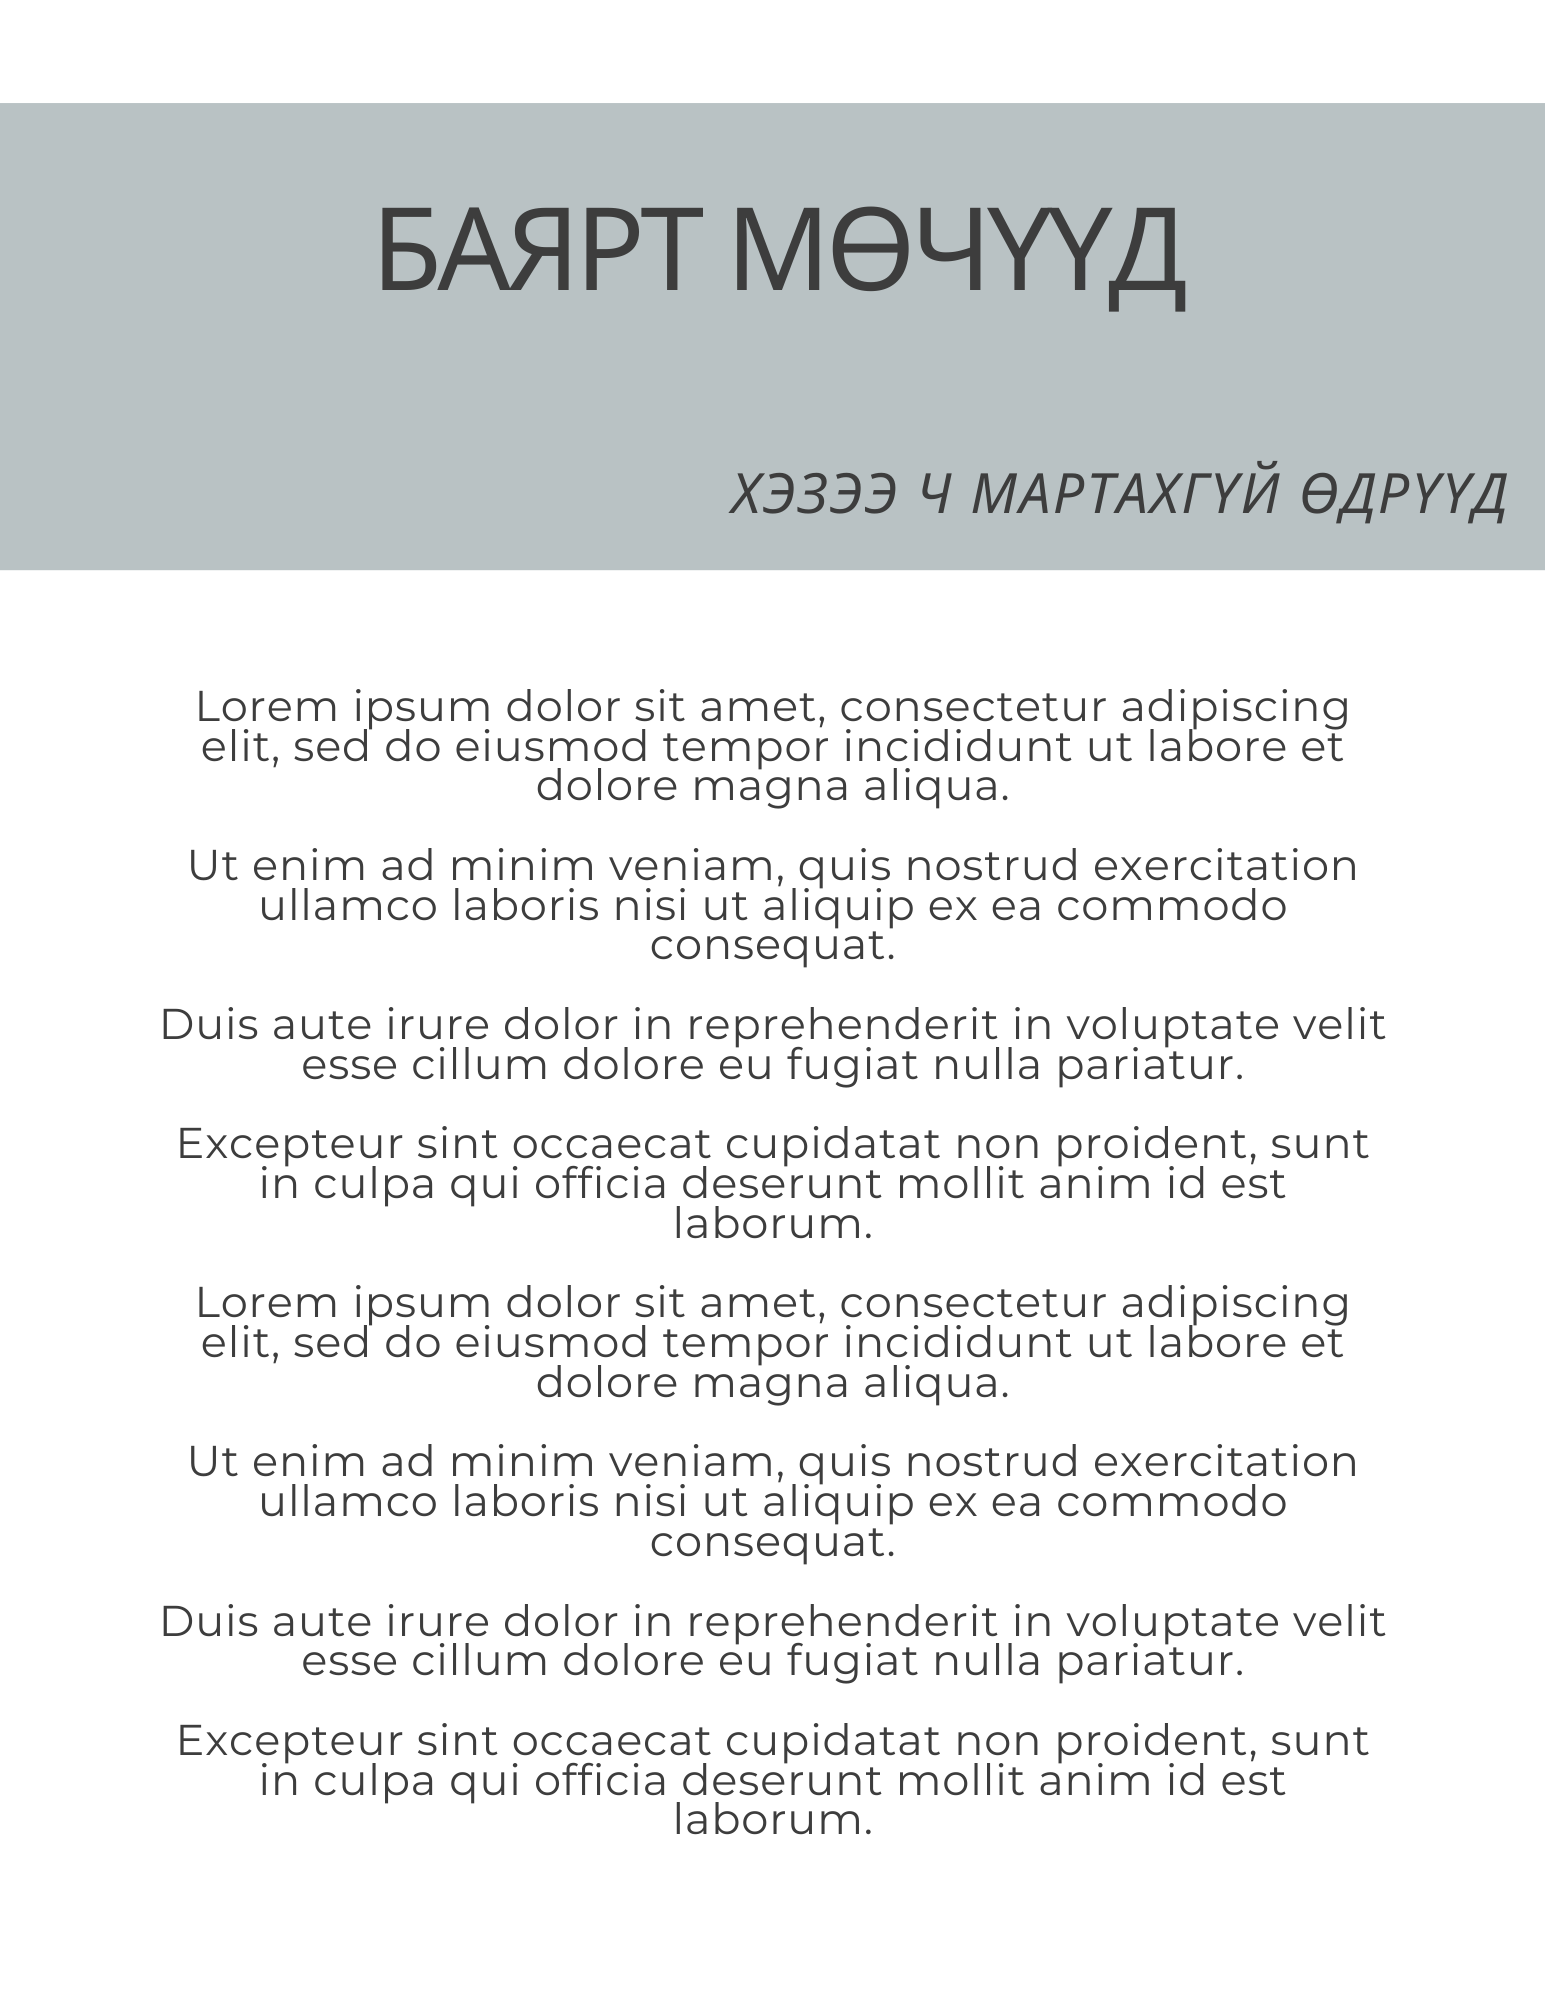 БАЯРТ МӨЧҮҮД
ХЭЗЭЭ Ч МАРТАХГҮЙ ӨДРҮҮД
Lorem ipsum dolor sit amet, consectetur adipiscing
elit, sed do eiusmod tempor incididunt ut labore et
dolore magna aliqua.
Ut enim ad minim veniam, quis nostrud exercitation
ullamco laboris nisi ut aliquip ex ea commodo
consequat.
Duis aute irure dolor in reprehenderit in voluptate velit
esse cillum dolore eu fugiat nulla pariatur.
Excepteur sint occaecat cupidatat non proident, sunt
in culpa qui officia deserunt mollit anim id est
laborum.
Lorem ipsum dolor sit amet, consectetur adipiscing
elit, sed do eiusmod tempor incididunt ut labore et
dolore magna aliqua.
Ut enim ad minim veniam, quis nostrud exercitation
ullamco laboris nisi ut aliquip ex ea commodo
consequat.
Duis aute irure dolor in reprehenderit in voluptate velit
esse cillum dolore eu fugiat nulla pariatur.
Excepteur sint occaecat cupidatat non proident, sunt
in culpa qui officia deserunt mollit anim id est
laborum.